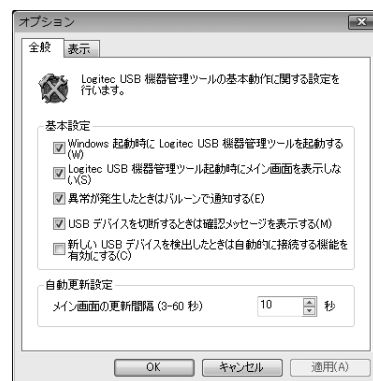 オプション
全般
表示
Logitec USB 機器管理ツールの基本動作に関する設定を
行います。
基本設定
Windows 起動時に Logitec USB 機器管理ツールを起動する
(W)
Logitec USB 機器管理ツール起動時にメイン画面を表示しな
い(S)
異常が発生したときはバルーンで通知する(E)
USB デバイスを切断するときは確認メッセージを表示する(M)
新しい USB デバイスを検出したときは自動的に接続する機能を
有効にする(C)
自動更新設定
メイン画面の更新間隔 (3-60 秒)
10 秒
OK
キャンセル
適用(A)